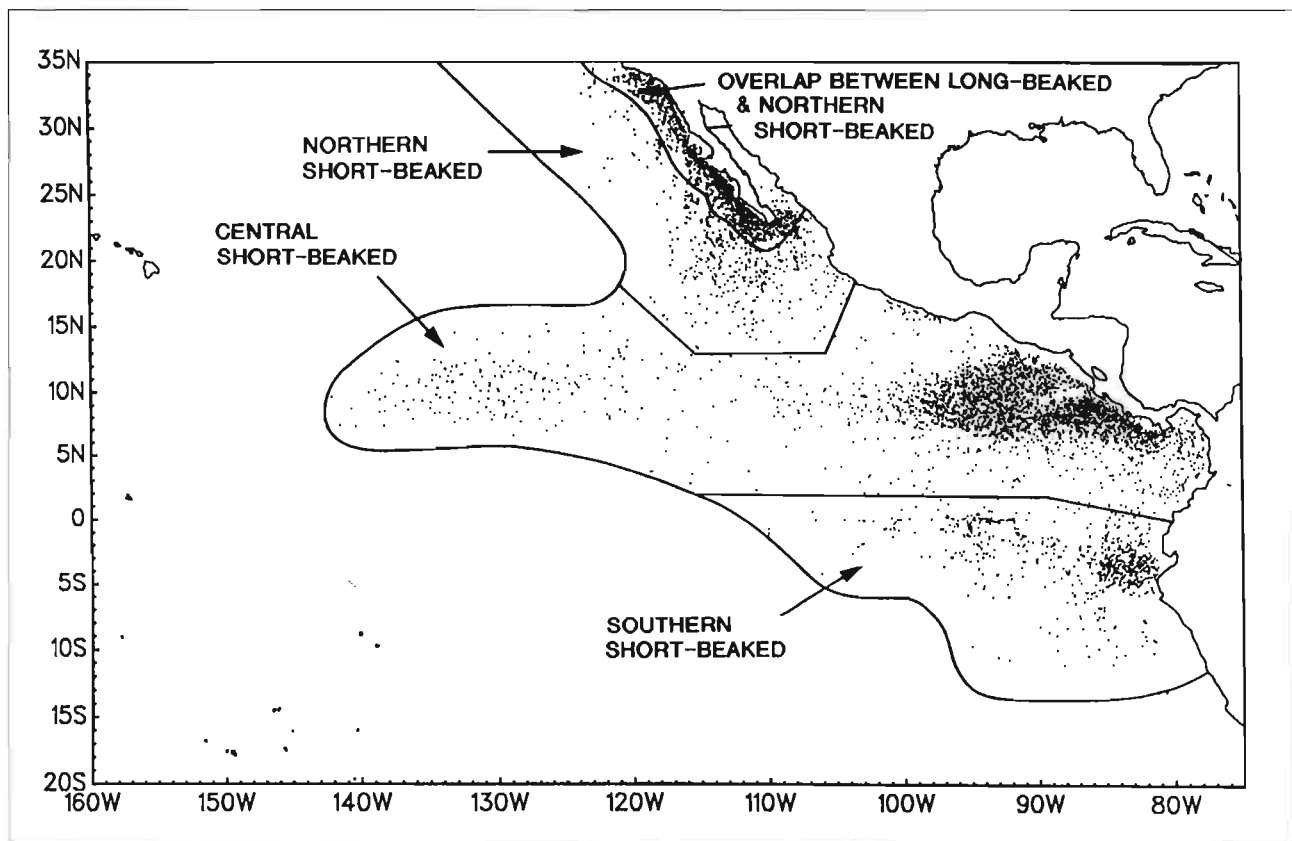 35N
30N
25N
20N
15N
10N
5N
0
5S
10S
15S
20S
OVERLAP BETWEEN LONG-BEAKED
& NORTHERN
SHORT-BEAKED
NORTHERN
SHORT-BEAKED
CENTRAL
SHORT-BEAKED
SOUTHERN
SHORT-BEAKED
160W 150W 140W 130W 120W 110W 100W 90W 80W